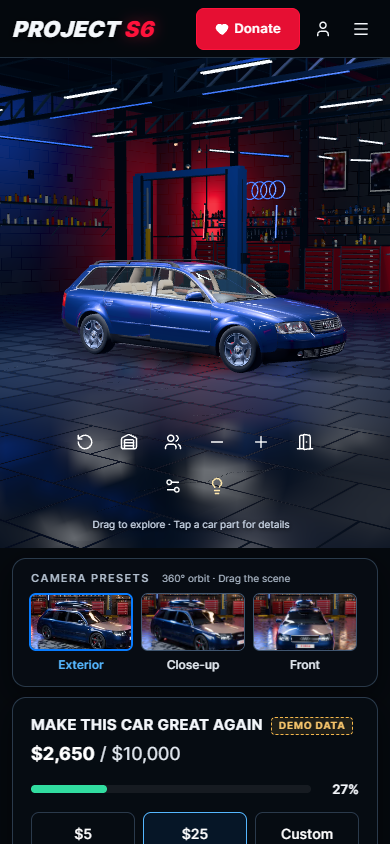 PROJECT S6
Donate
Drag to explore · Tap a car part for details
CAMERA PRESETS 360° orbit · Drag the scene
Exterior Close-up Front
MAKE THIS CAR GREAT AGAIN DEMO DATA
$2,650 / $10,000
27%
$5 $25 Custom